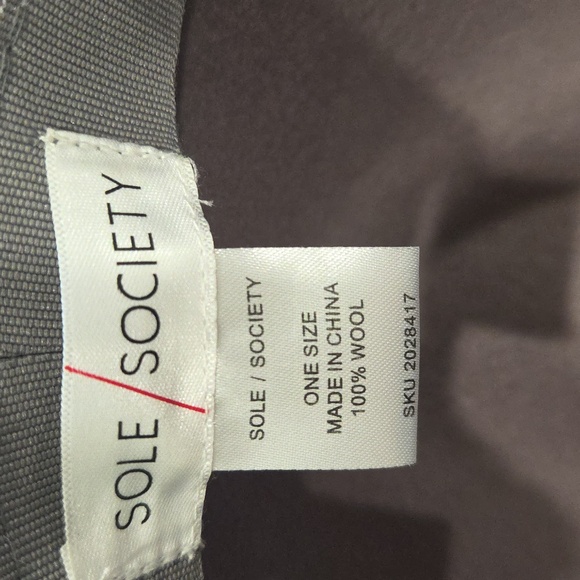 SOLE / SOCIETY
SOLE / SOCIETY
ONE SIZE
MADE IN CHINA
100% WOOL
SKU 2028417